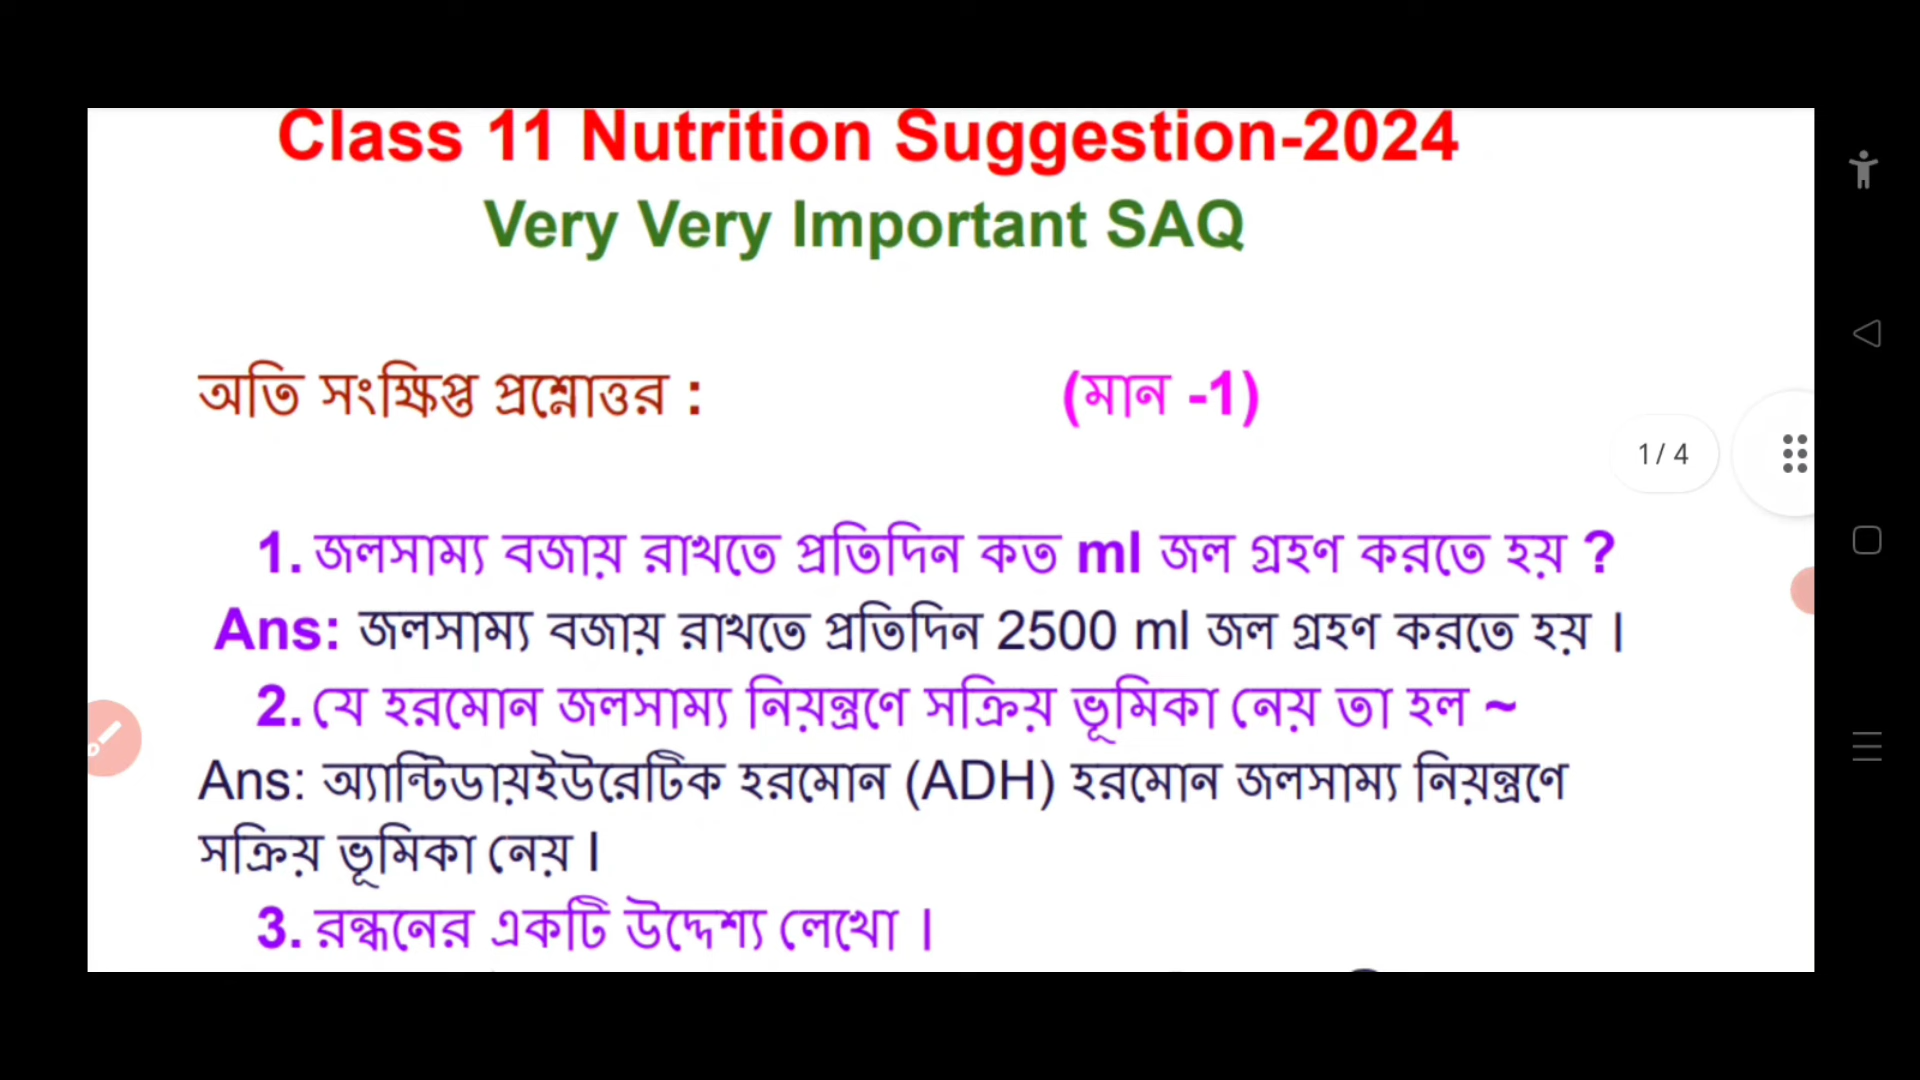 Class 11 Nutrition Suggestion-2024
Very Very Important SAQ
অতি সংক্ষিপ্ত প্রশ্নোত্তর : (মান -1)
1 / 4
1. জলসাম্য বজায় রাখতে প্রতিদিন কত ml জল গ্রহণ করতে হয় ?
Ans: জলসাম্য বজায় রাখতে প্রতিদিন 2500 ml জল গ্রহণ করতে হয় ।
2. যে হরমোন জলসাম্য নিয়ন্ত্রণে সক্রিয় ভূমিকা নেয় তা হল ~
Ans: অ্যান্টিডায়ইউরেটিক হরমোন (ADH) হরমোন জলসাম্য নিয়ন্ত্রণে
সক্রিয় ভূমিকা নেয় l
3. রন্ধনের একটি উদ্দেশ্য লেখো ।